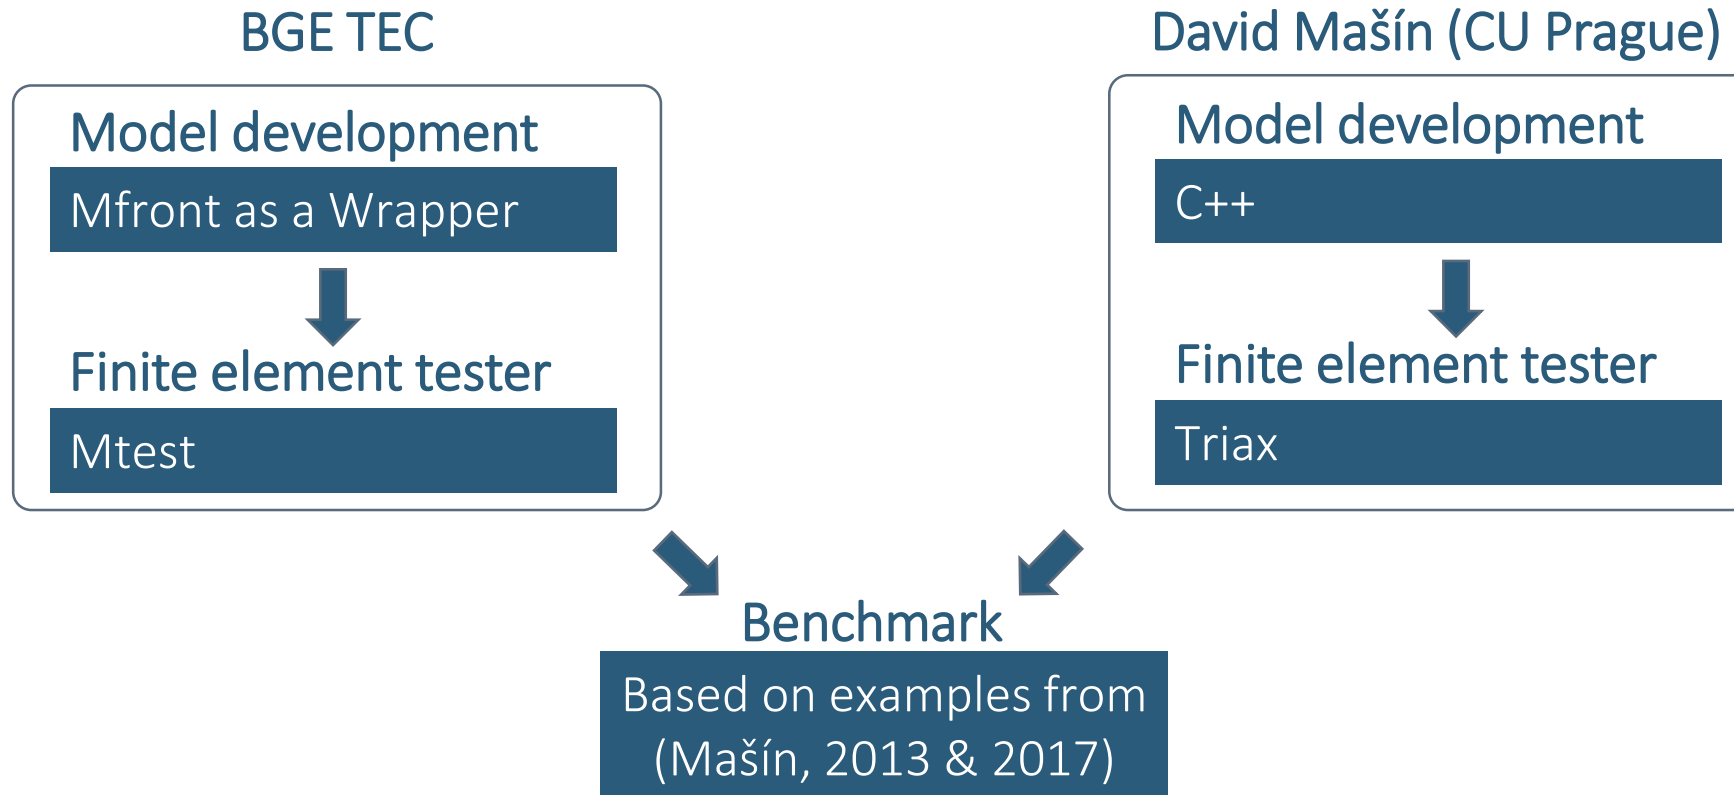 BGE TEC
Model development
Mfront as a Wrapper
Finite element tester
Mtest
David Mašín (CU Prague)
Model development
C++
Finite element tester
Triax
Benchmark
Based on examples from
(Mašín, 2013 & 2017)